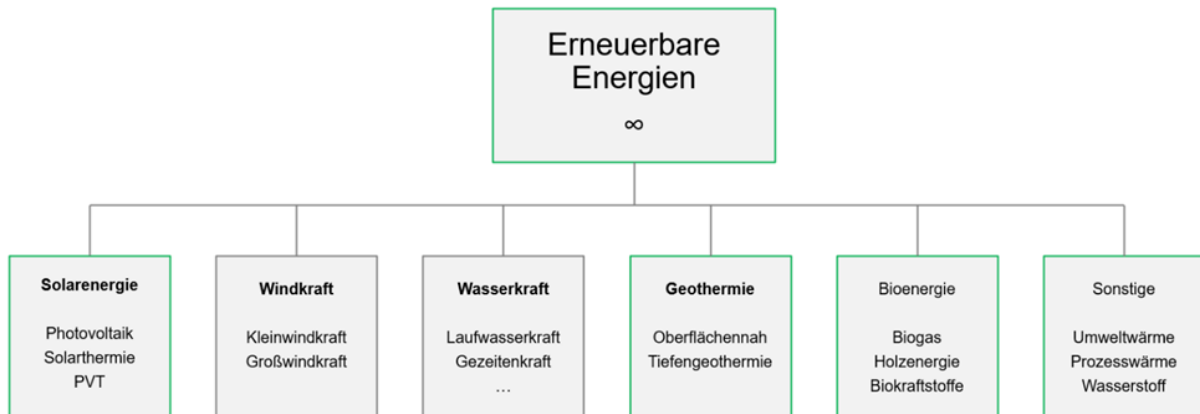 Erneuerbare
Energien
∞
Solarenergie
Photovoltaik
Solarthermie
PVT
Windkraft
Kleinwindkraft
Großwindkraft
Wasserkraft
Laufwasserkraft
Gezeitenkraft
…
Geothermie
Oberflächennah
Tiefengeothermie
Bioenergie
Biogas
Holzenergie
Biokraftstoffe
Sonstige
Umweltwärme
Prozesswärme
Wasserstoff